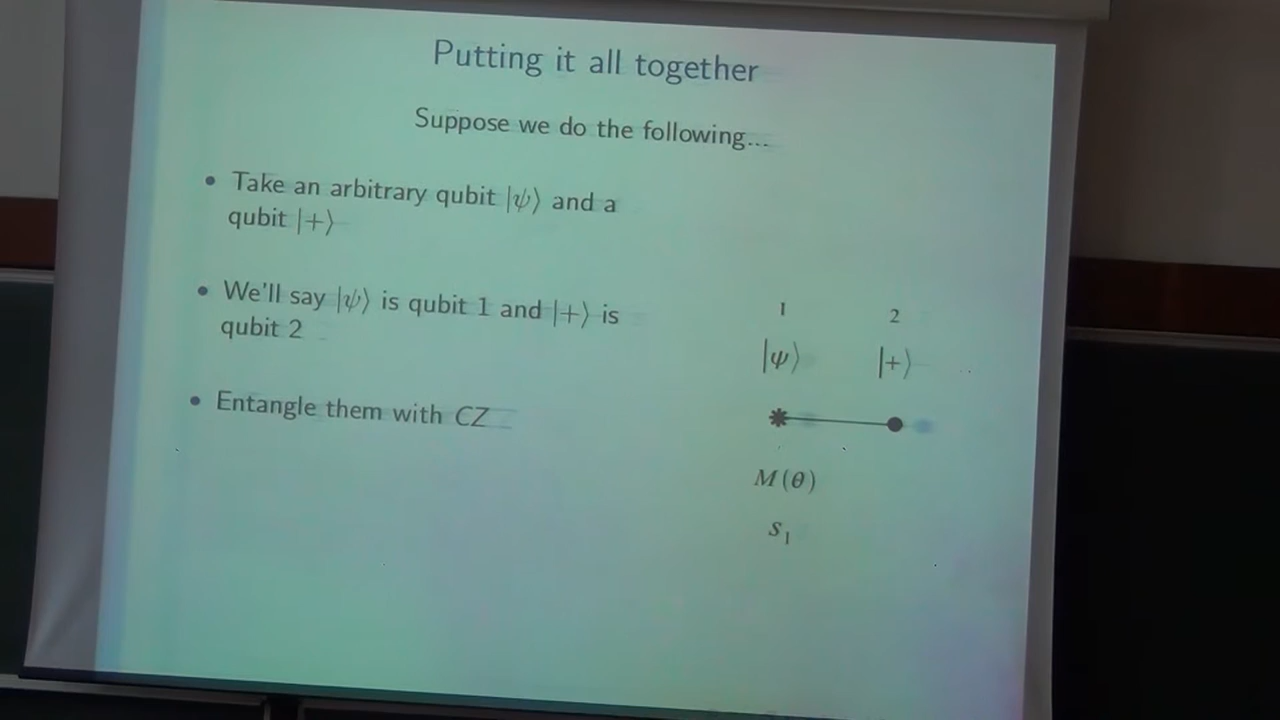 Putting it all together
Suppose we do the following...
• Take an arbitrary qubit |ψ⟩ and a
qubit |+⟩
• We'll say |ψ⟩ is qubit 1 and |+⟩ is
qubit 2
• Entangle them with CZ
1 2
|ψ⟩ |+⟩
M(θ)
s₁